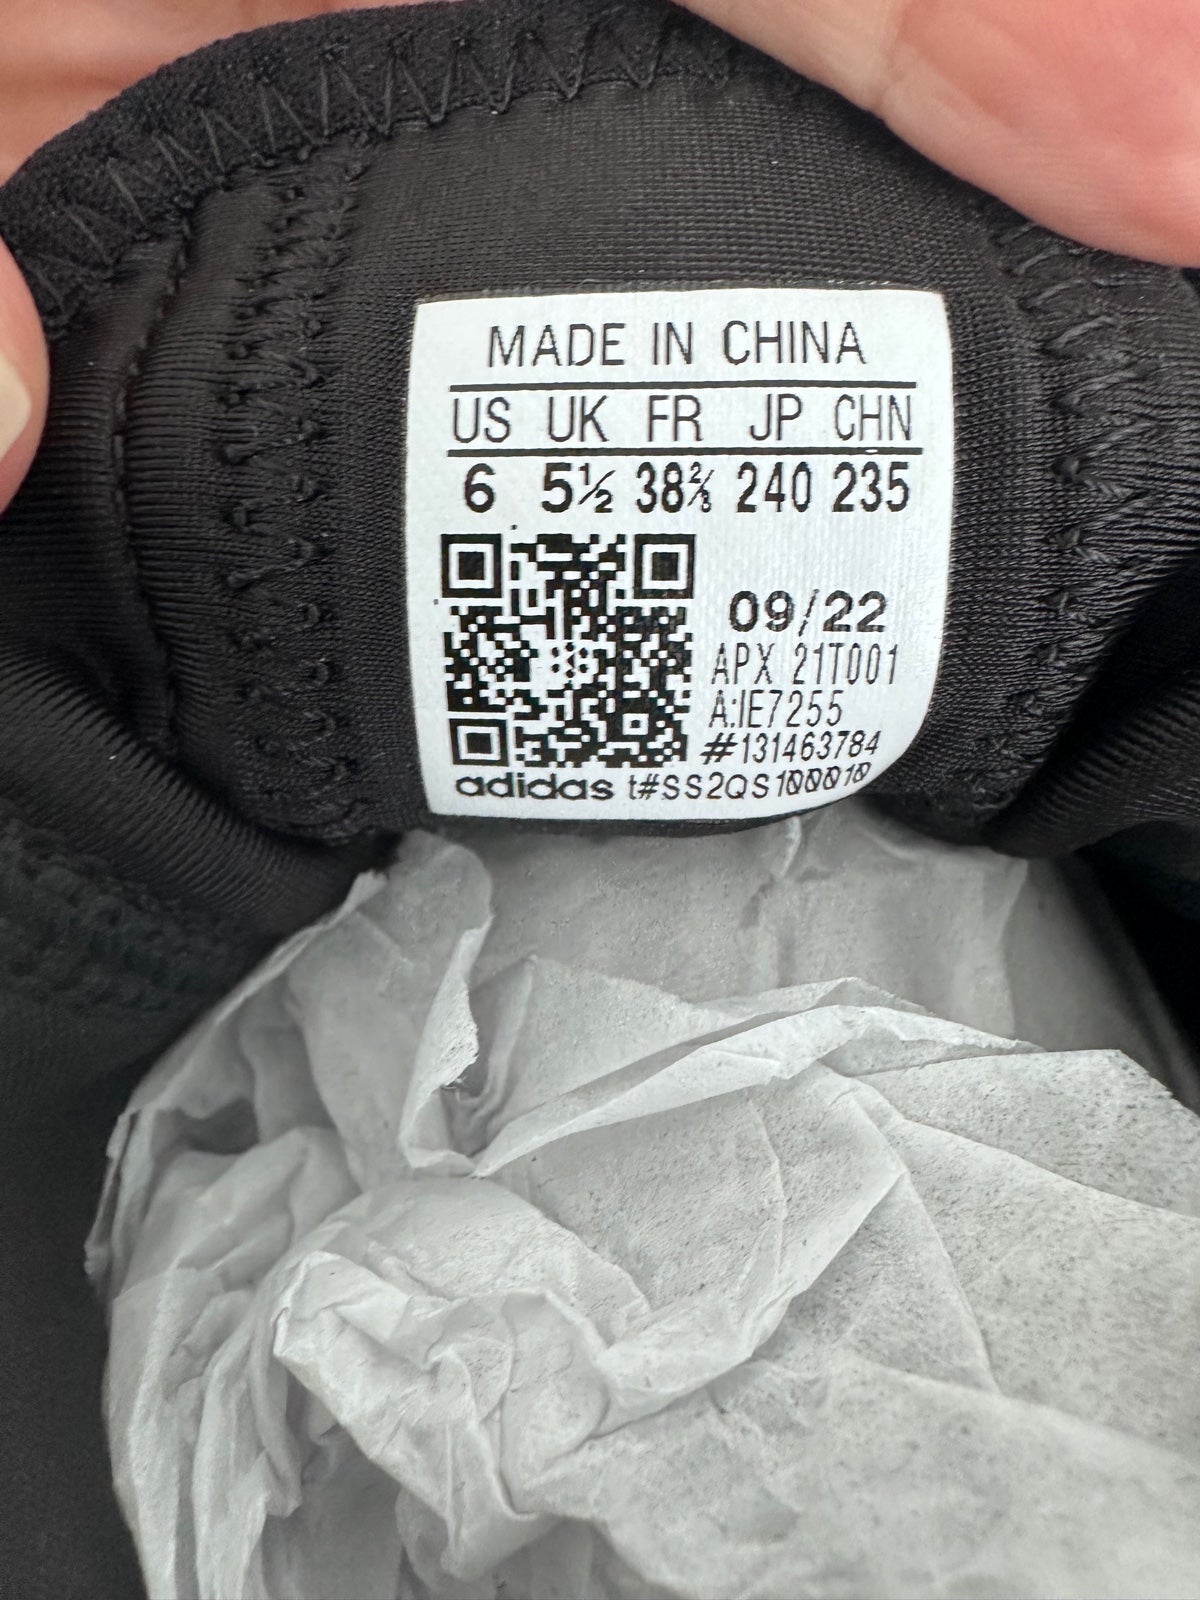 MADE IN CHINA
US UK FR JP CHN
6 5½ 38⅔ 240 235
09/22
APX 21T001
A:IE7255
#131463784
adidas t#SS2QS100010